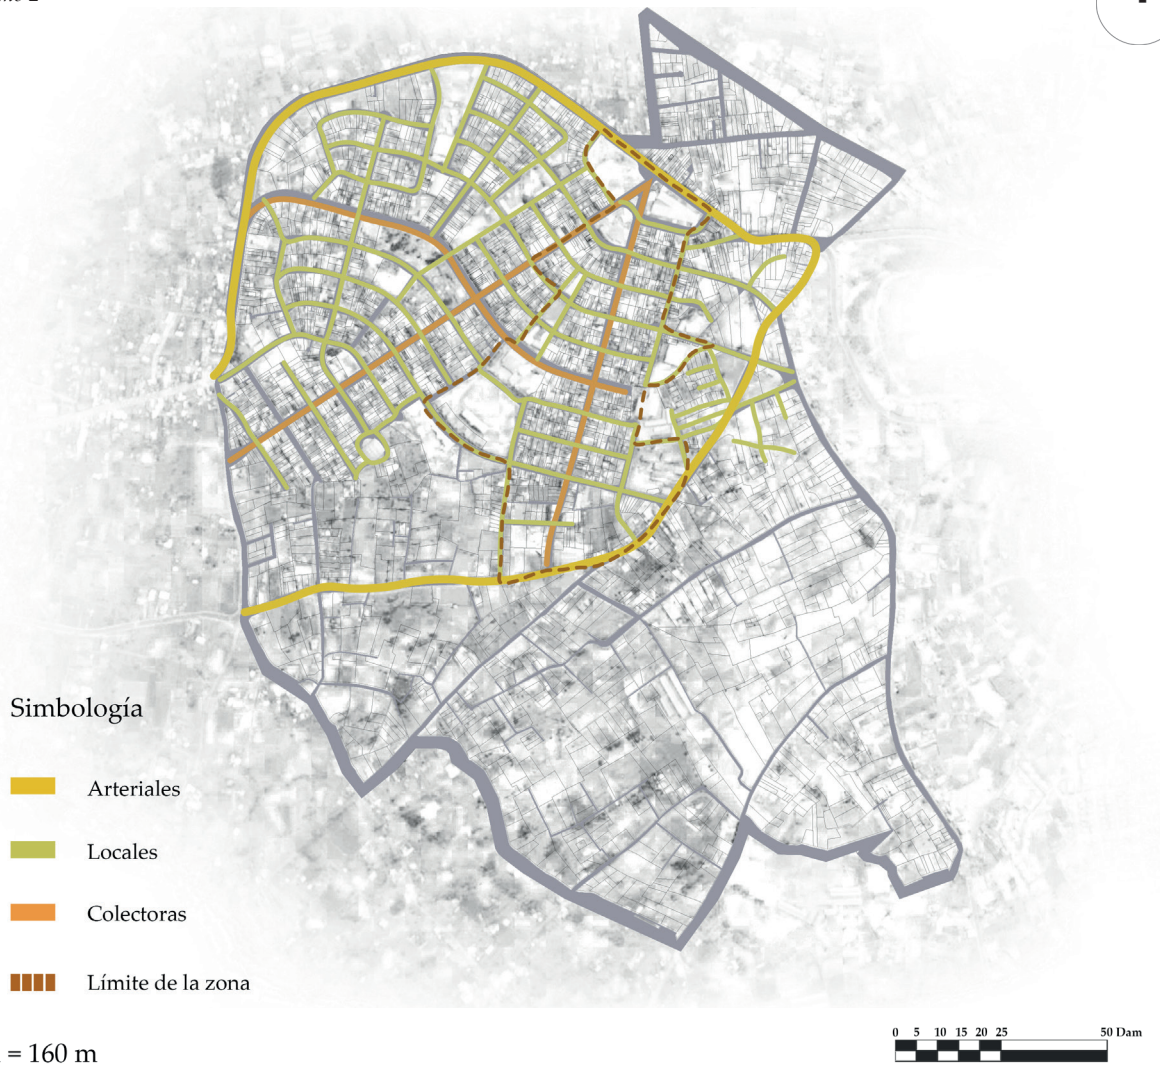 Simbología
Arteriales
Locales
Colectoras
Límite de la zona
0 5 10 15 20 25 50 Dam
= 160 m